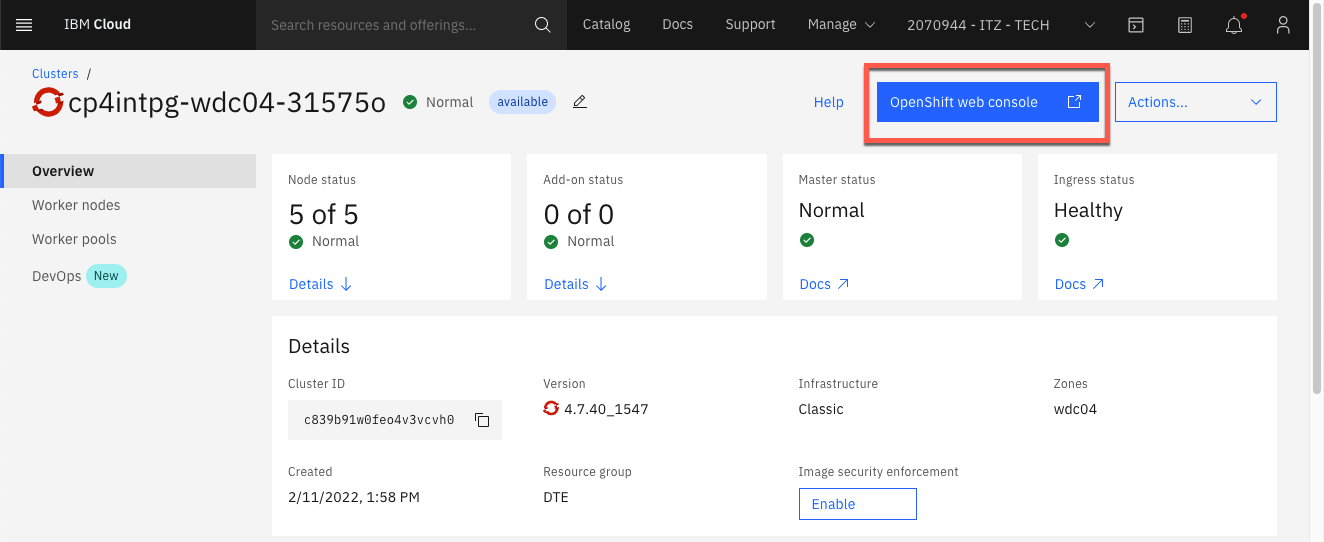 IBM Cloud
Search resources and offerings...
Catalog
Docs
Support
Manage
2070944 - ITZ - TECH
Clusters /
cp4intpg-wdc04-31575o
Normal
available
Help
OpenShift web console
Actions...
Overview
Worker nodes
Worker pools
DevOps New
Node status
5 of 5
Normal
Details
Add-on status
0 of 0
Normal
Details
Master status
Normal
Docs
Ingress status
Healthy
Docs
Details
Cluster ID
c839b91w0feo4v3vcvh0
Version
4.7.40_1547
Infrastructure
Classic
Zones
wdc04
Created
2/11/2022, 1:58 PM
Resource group
DTE
Image security enforcement
Enable